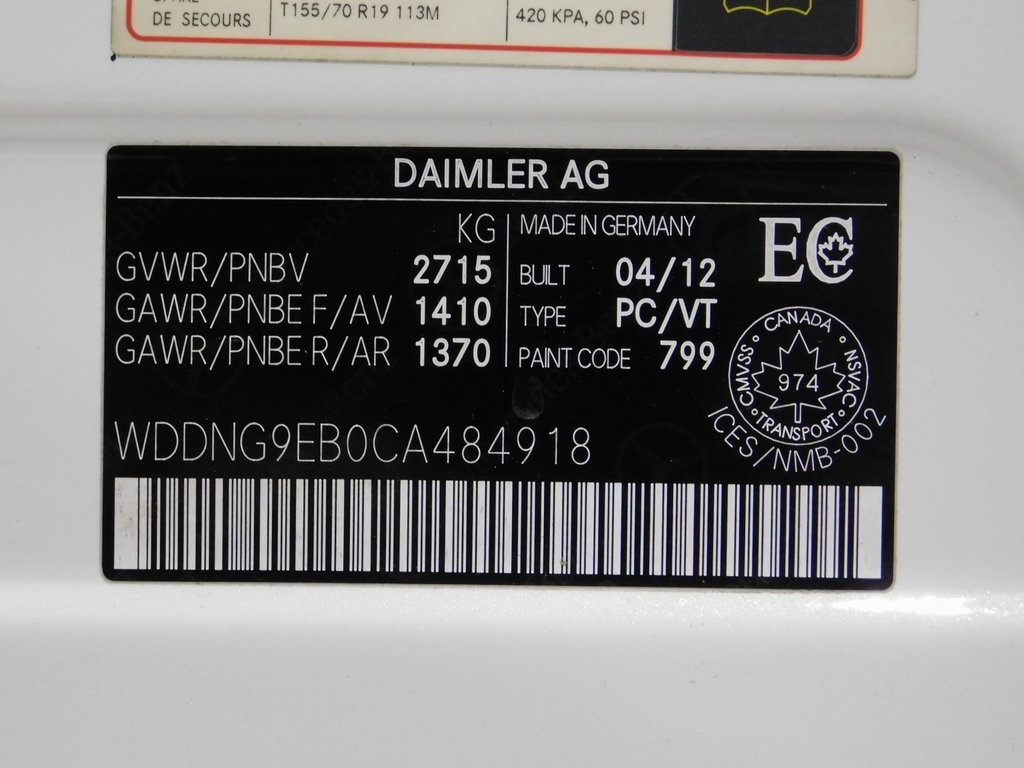 DE SECOURS T155/70 R19 113M 420 KPA, 60 PSI
DAIMLER AG
KG
GVWR/PNBV 2715
GAWR/PNBE F/AV 1410
GAWR/PNBE R/AR 1370
MADE IN GERMANY
BUILT 04/12
TYPE PC/VT
PAINT CODE 799
EC
CANADA
CMVSS 974 NSVAC
TRANSPORT
ICES/NMB-002
WDDNG9EB0CA484918